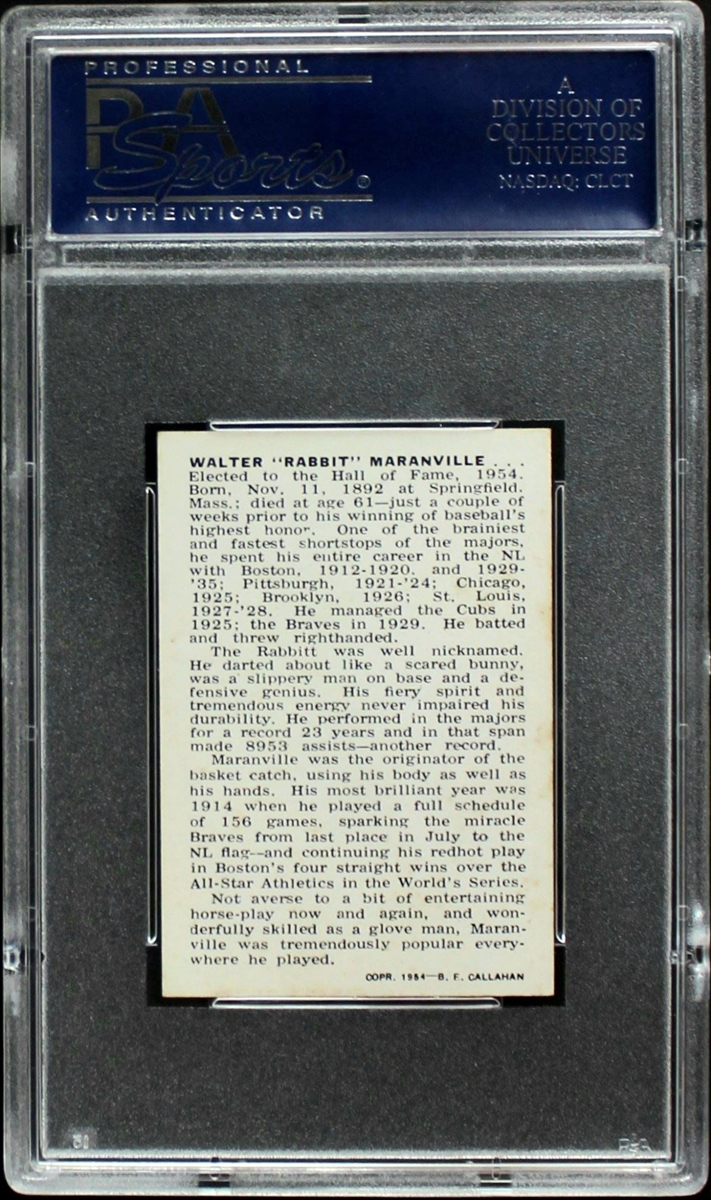 PROFESSIONAL
PSA
Sports
AUTHENTICATOR
A
DIVISION OF
COLLECTORS
UNIVERSE
NASDAQ: CLCT
WALTER "RABBIT" MARANVILLE . . .
Elected to the Hall of Fame, 1954.
Born, Nov. 11, 1892 at Springfield.
Mass.; died at age 61—just a couple of
weeks prior to his winning of baseball's
highest honor. One of the brainiest
and fastest shortstops of the majors,
he spent his entire career in the NL
with Boston, 1912-1920, and 1929-
'35; Pittsburgh, 1921-'24; Chicago,
1925; Brooklyn, 1926; St. Louis,
1927-'28. He managed the Cubs in
1925; the Braves in 1929. He batted
and threw righthanded.
The Rabbitt was well nicknamed.
He darted about like a scared bunny,
was a slippery man on base and a de-
fensive genius. His fiery spirit and
tremendous energy never impaired his
durability. He performed in the majors
for a record 23 years and in that span
made 8953 assists—another record.
Maranville was the originator of the
basket catch, using his body as well as
his hands. His most brilliant year was
1914 when he played a full schedule
of 156 games, sparking the miracle
Braves from last place in July to the
NL flag—and continuing his redhot play
in Boston's four straight wins over the
All-Star Athletics in the World's Series.
Not averse to a bit of entertaining
horse-play now and again, and won-
derfully skilled as a glove man, Maran-
ville was tremendously popular every-
where he played.
COPR. 1954—B. F. CALLAHAN
PSA